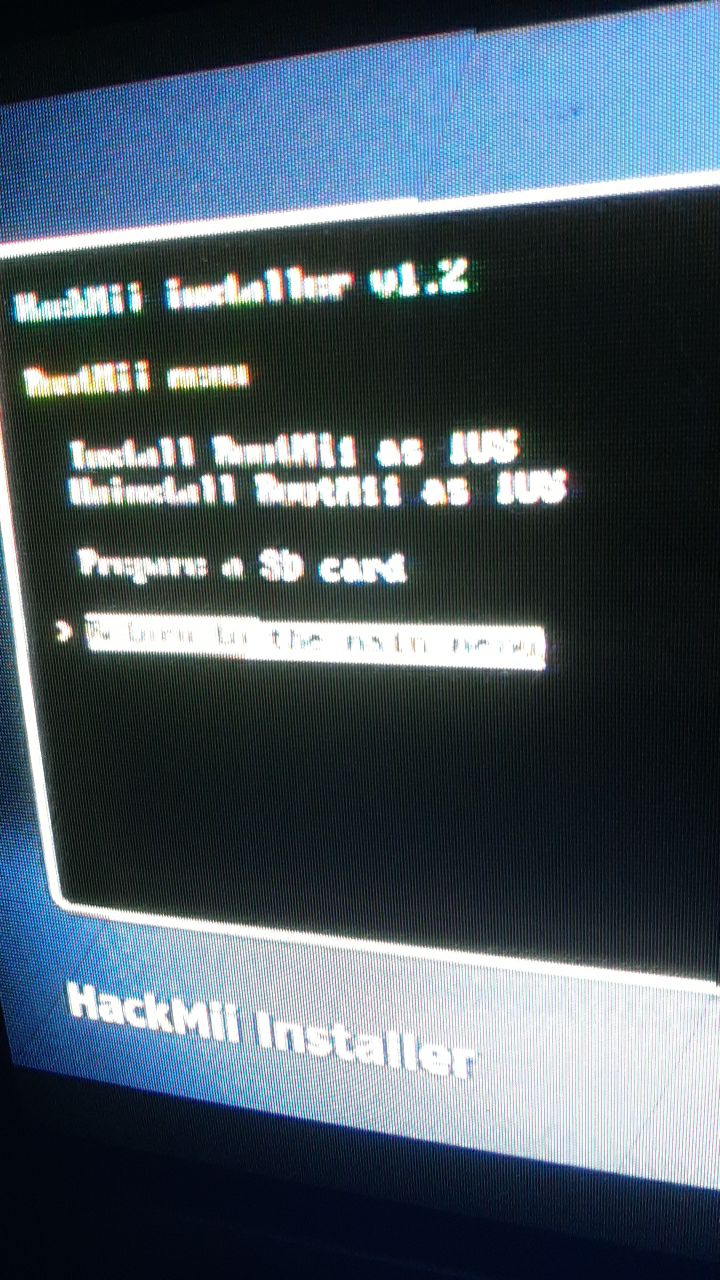 HackMii installer v1.2
BootMii menu
Install BootMii as IOS
Uninstall BootMii as IOS
Prepare a SD card
> Return to the main menu
HackMii Installer